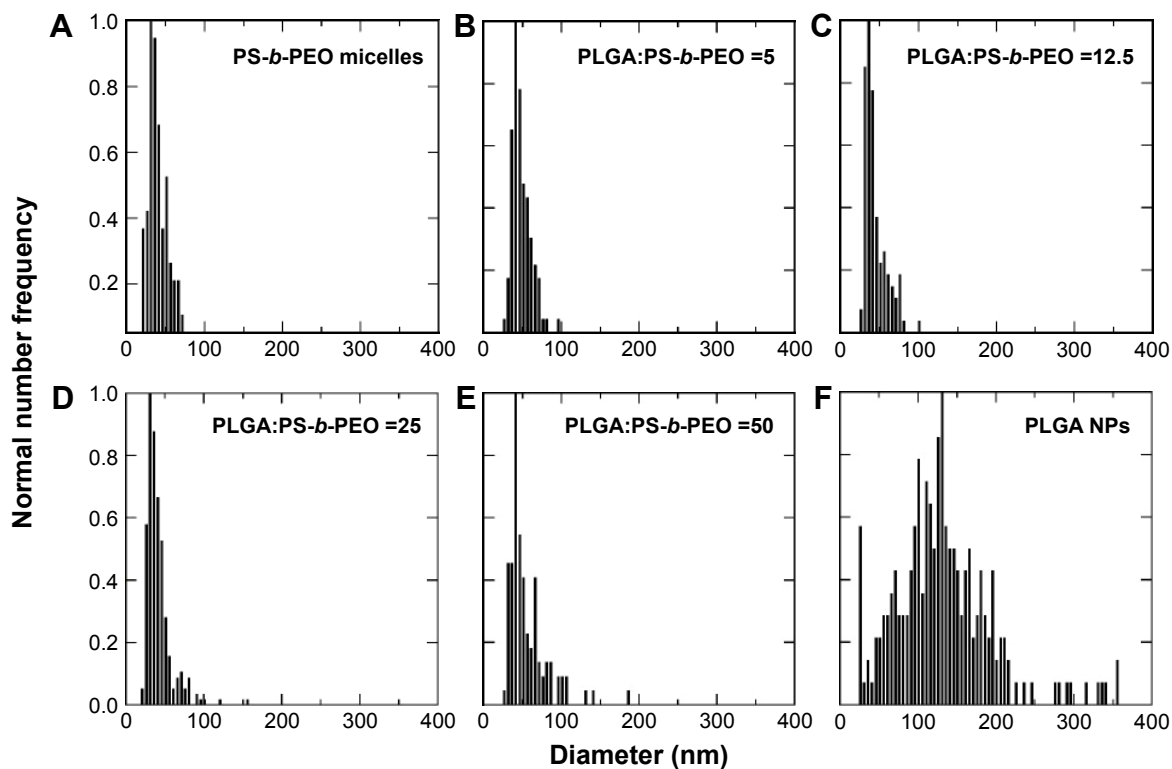 A
PS-b-PEO micelles
B
PLGA:PS-b-PEO =5
C
PLGA:PS-b-PEO =12.5
1.0
0.8
0.6
0.4
0.2
0 100 200 300 400
0 100 200 300 400
0 100 200 300 400
D
PLGA:PS-b-PEO =25
E
PLGA:PS-b-PEO =50
F
PLGA NPs
1.0
0.8
0.6
0.4
0.2
0.0
0 100 200 300 400
0 100 200 300 400
0 100 200 300 400
Normal number frequency
Diameter (nm)